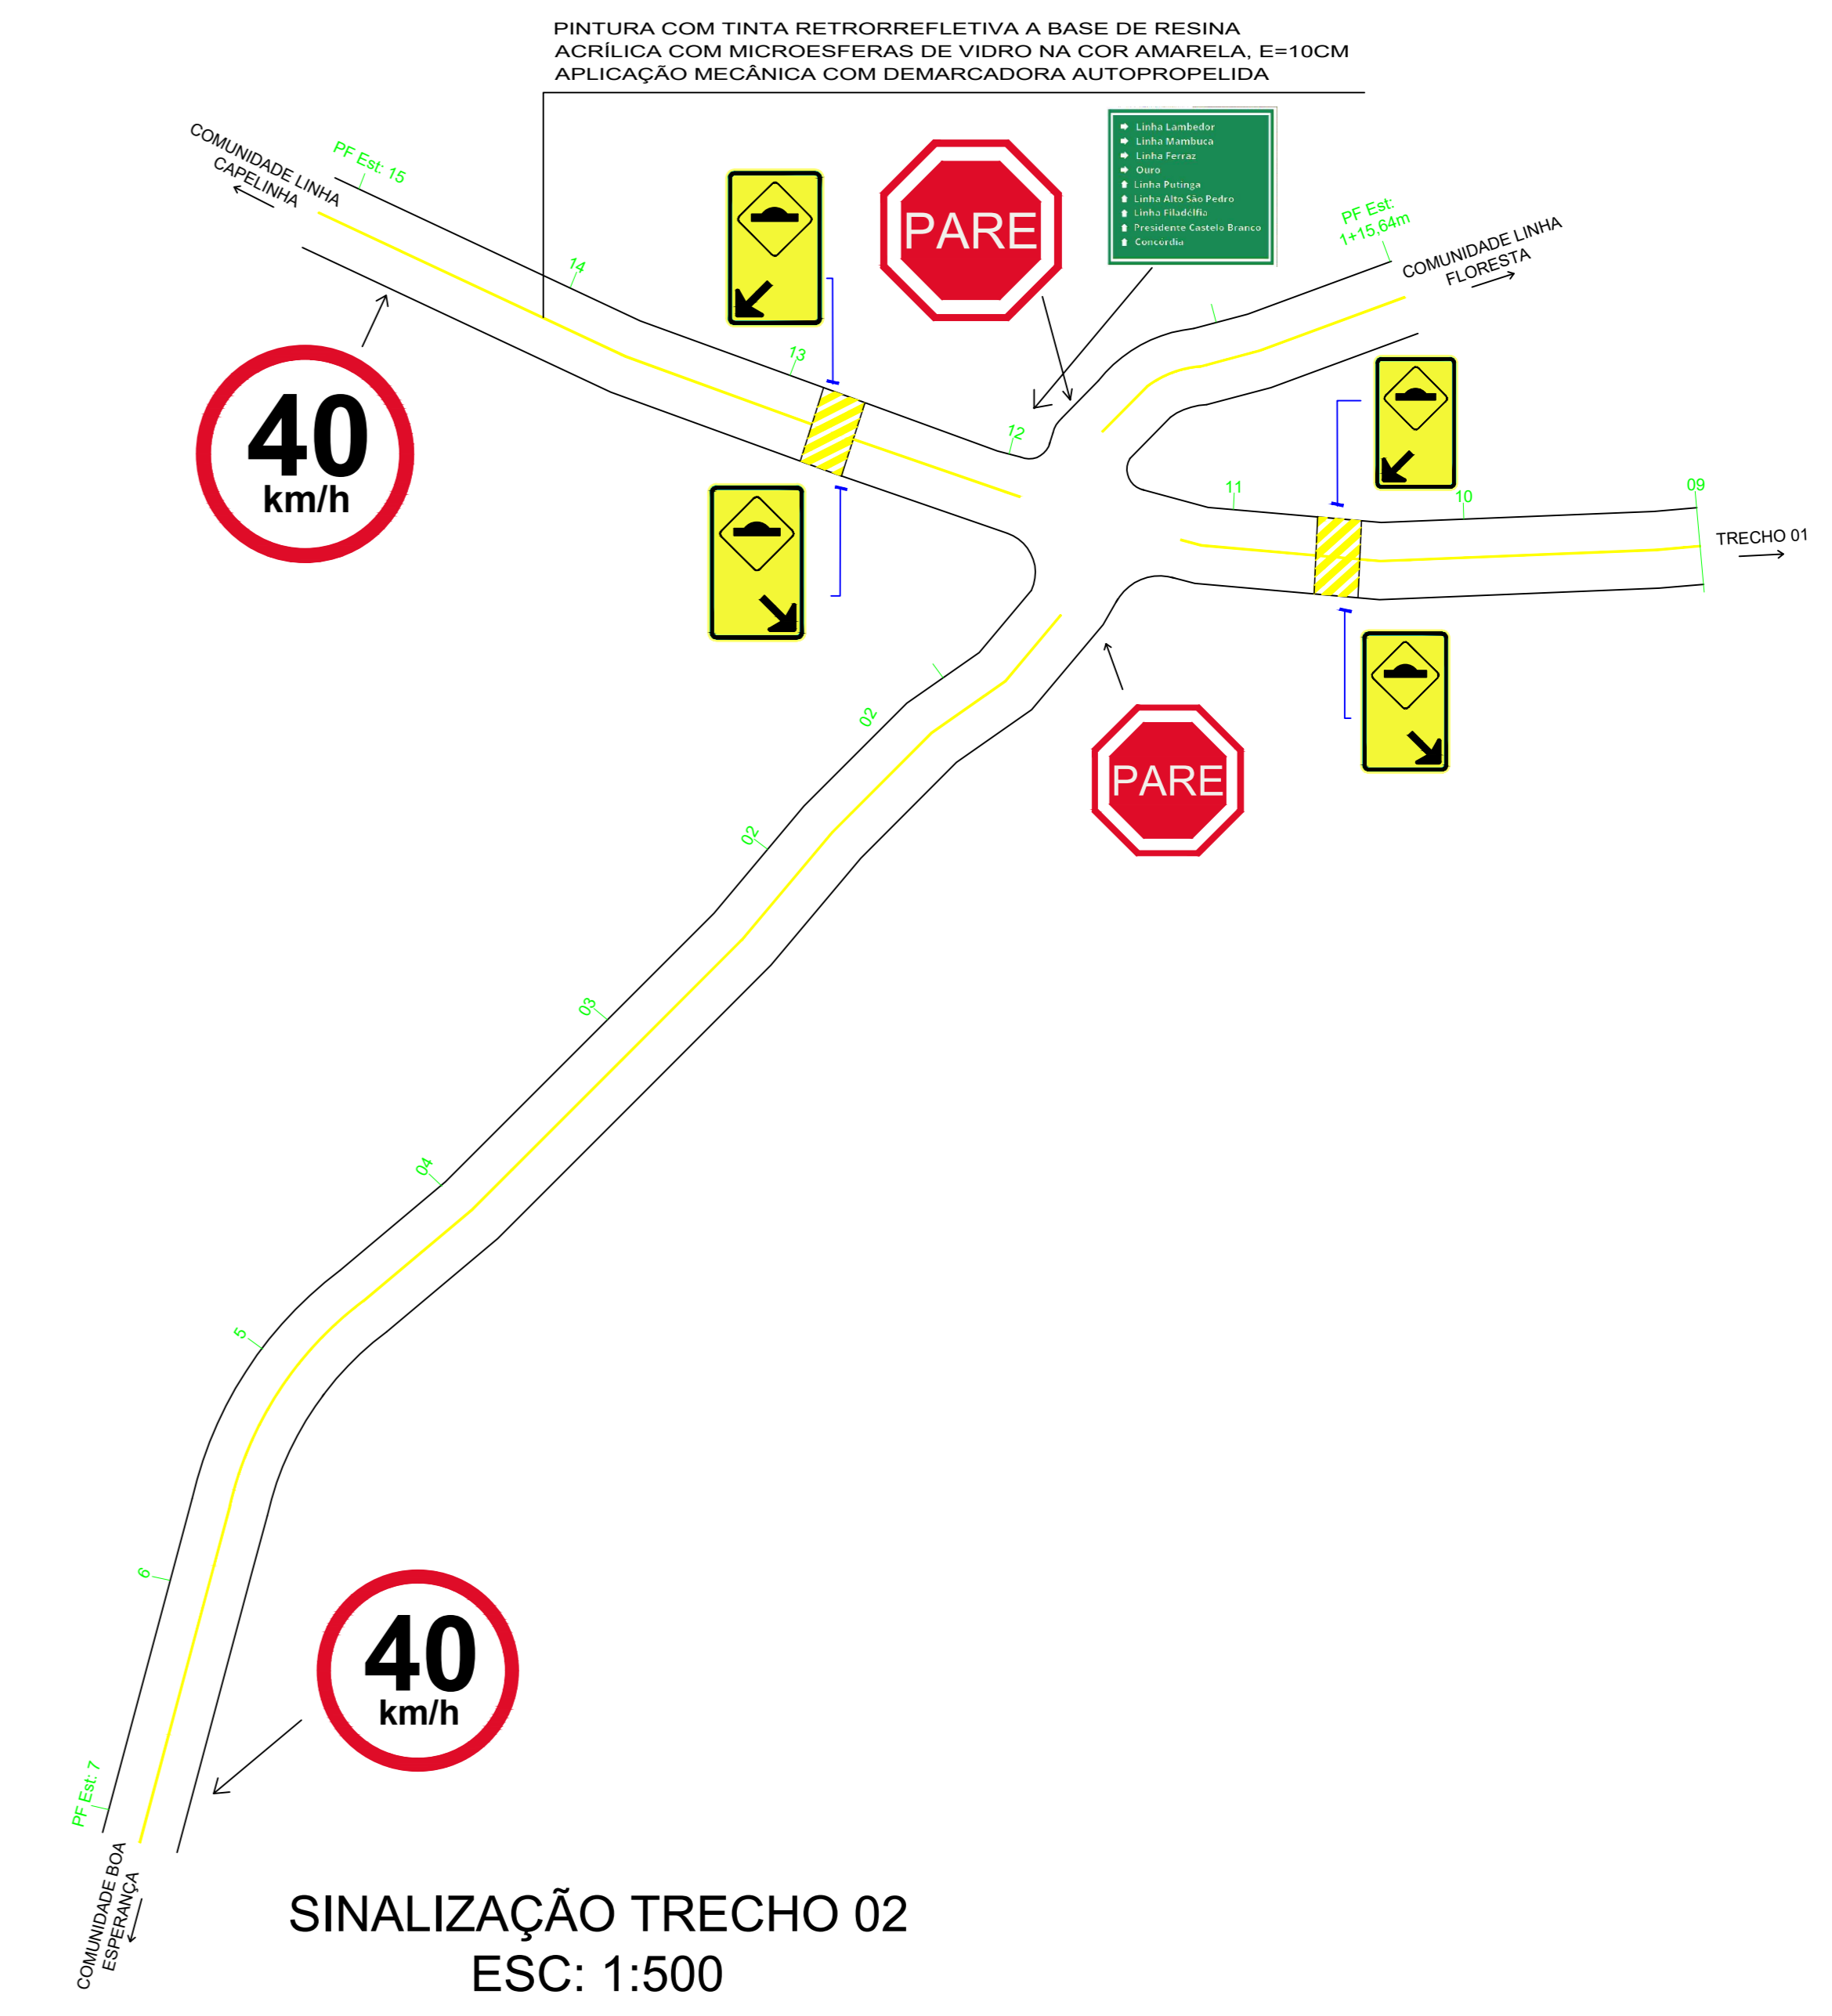 PINTURA COM TINTA RETRORREFLETIVA A BASE DE RESINA
ACRÍLICA COM MICROESFERAS DE VIDRO NA COR AMARELA, E=10CM
APLICAÇÃO MECÂNICA COM DEMARCADORA AUTOPROPELIDA
COMUNIDADE LINHA
CAPELINHA
PF Est: 15
14
13
12
PARE
Linha Lambedor
Linha Mambuca
Linha Ferraz
Ouro
Linha Putinga
Linha Alto São Pedro
Linha Filadélfia
Presidente Castelo Branco
Concordia
PF Est:
1+15,64m
COMUNIDADE LINHA
FLORESTA
40
km/h
11
10
09
TRECHO 01
PARE
02
02
03
04
5
6
40
km/h
PF Est: 7
COMUNIDADE BOA
ESPERANÇA
SINALIZAÇÃO TRECHO 02
ESC: 1:500